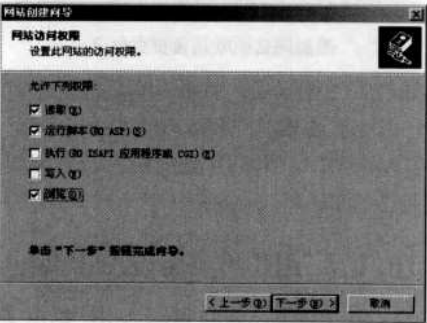 网站创建向导
网站访问权限
设置此网站的访问权限。
允许下列权限:
读取(R)
运行脚本(如 ASP)(S)
执行(如 ISAPI 应用程序或 CGI)(E)
写入(W)
浏览(O)
单击“下一步”按钮完成向导。
<上一步(B) 下一步(N)> 取消